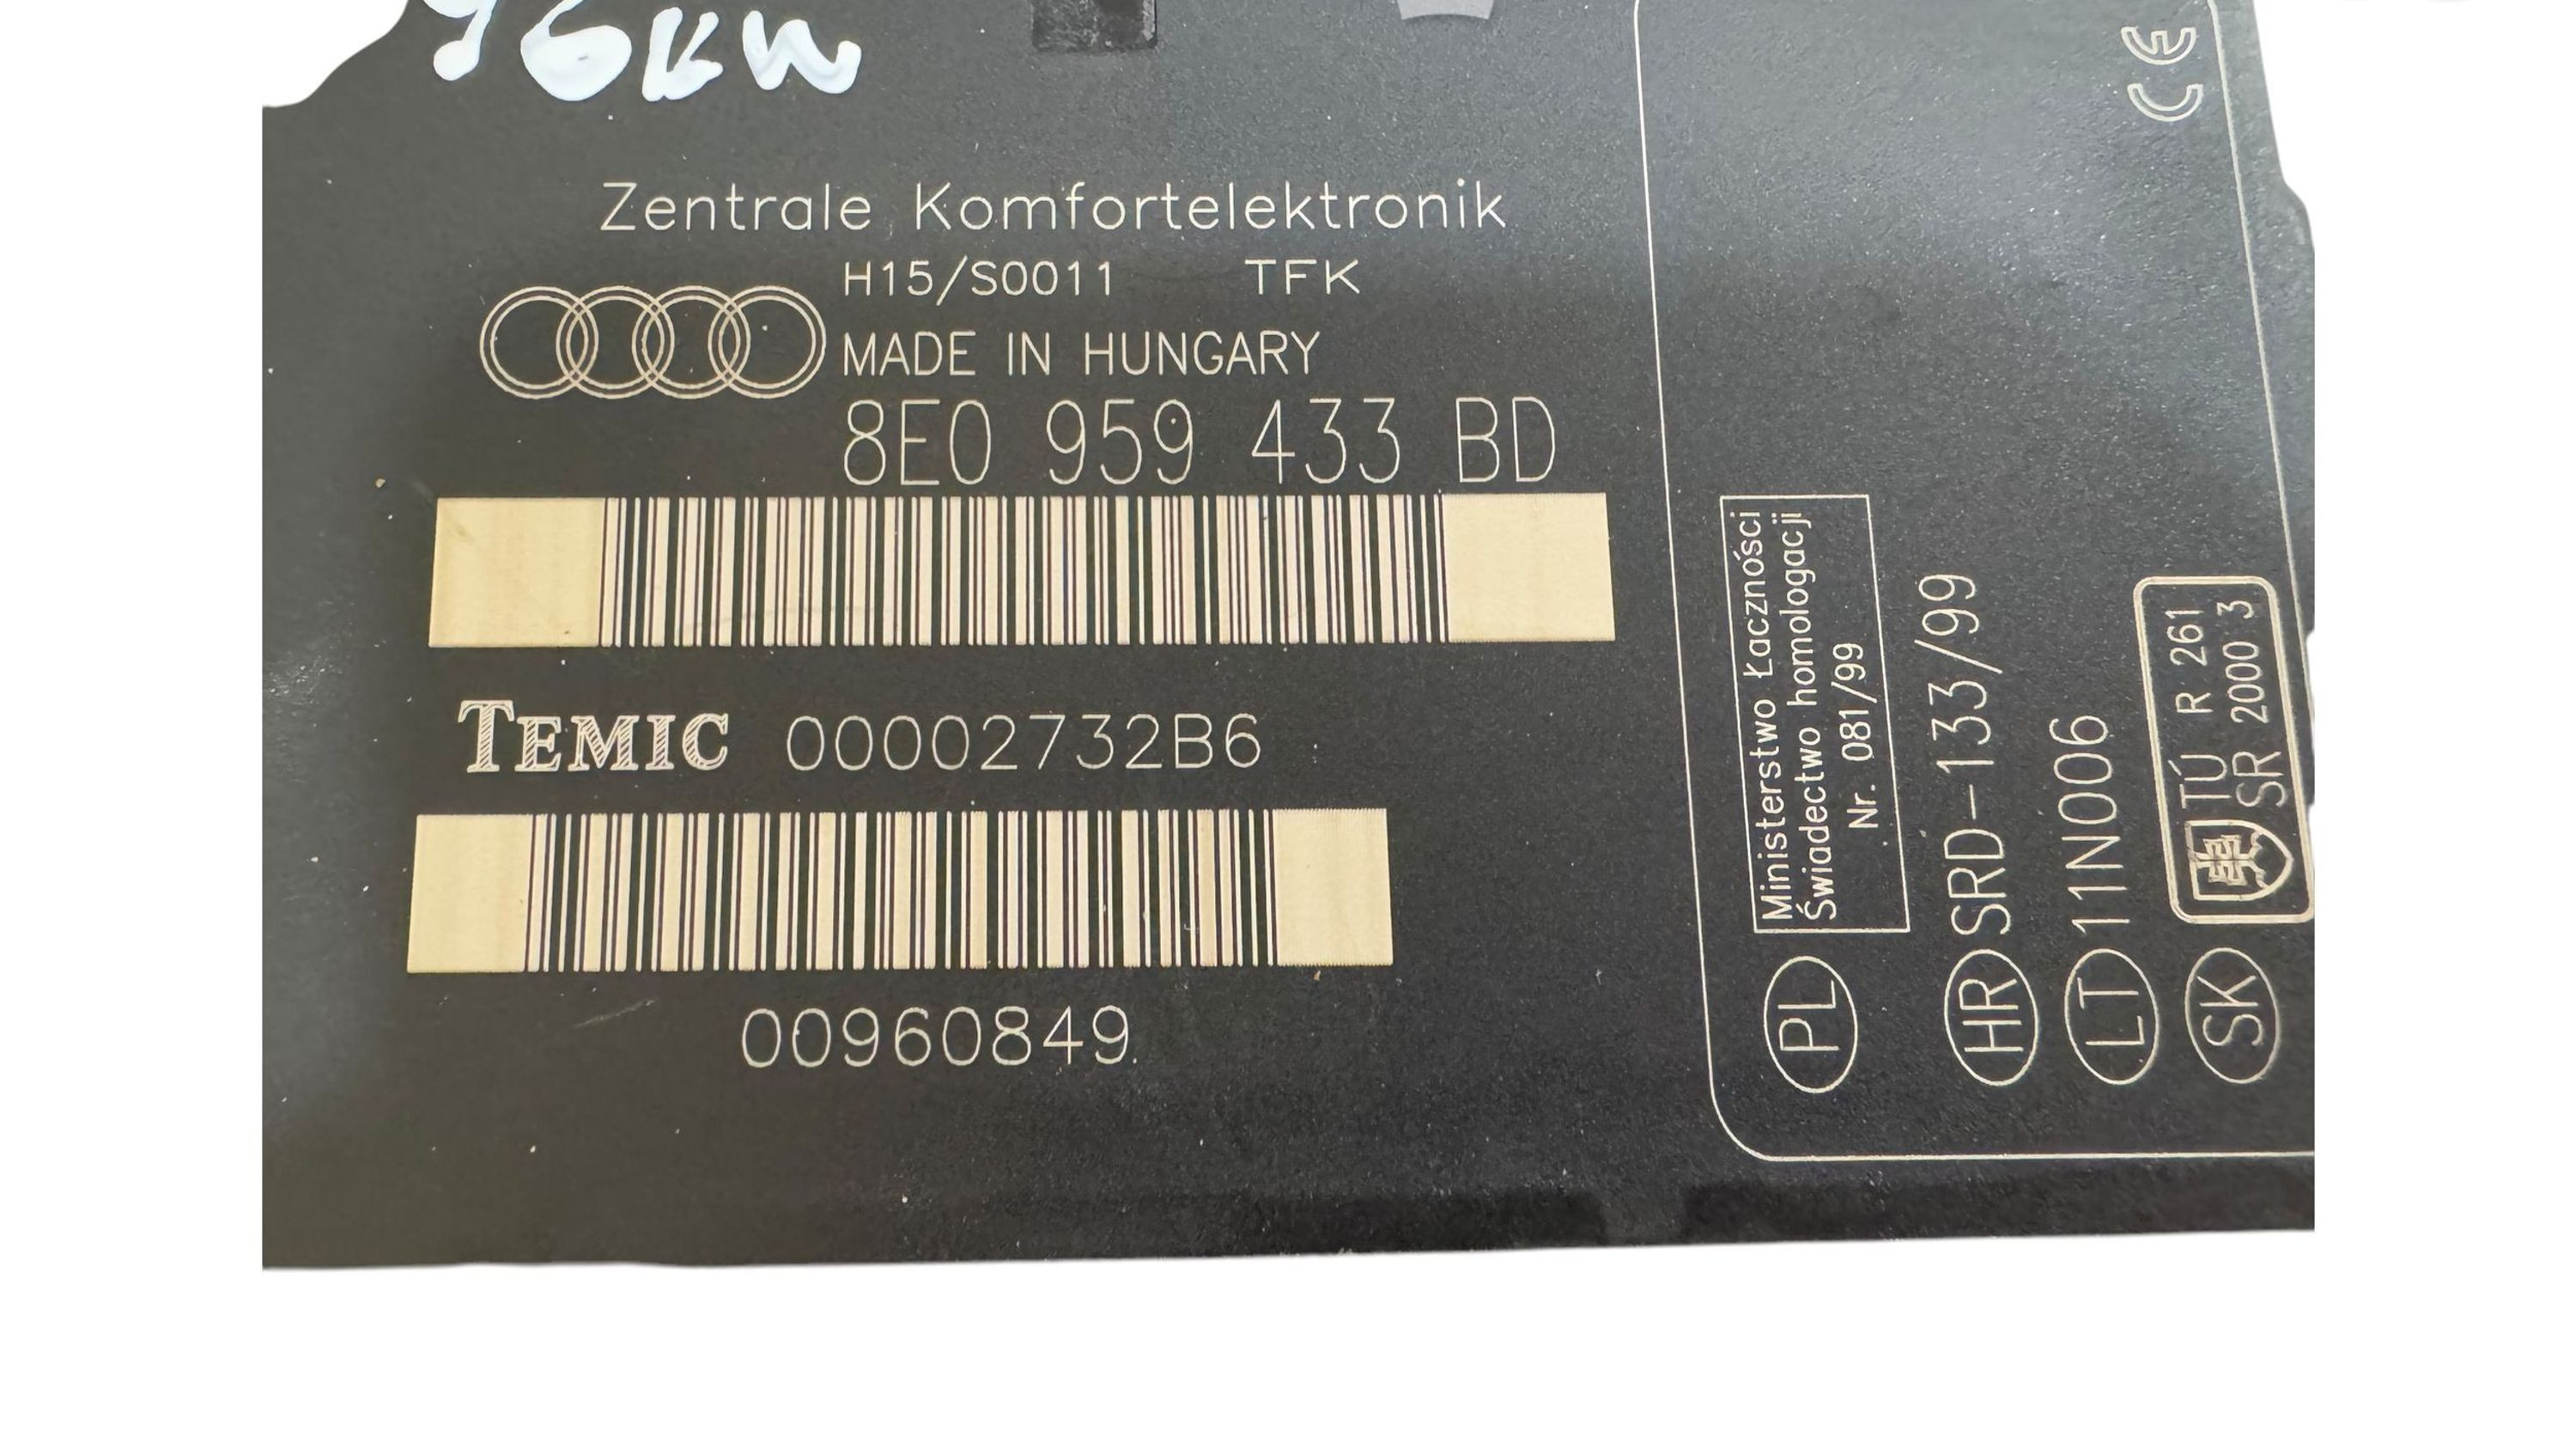 Zentrale Komfortelektronik
H15/S0011 TFK
MADE IN HUNGARY
8E0 959 433 BD
TEMIC 00002732B6
00960849
CE
Ministerstwo Łaczności
Świadectwo homologacji
Nr. 081/99
PL
HR SRD-133/99
LT 11N006
TÚ R 261
SR 2000 3
SK